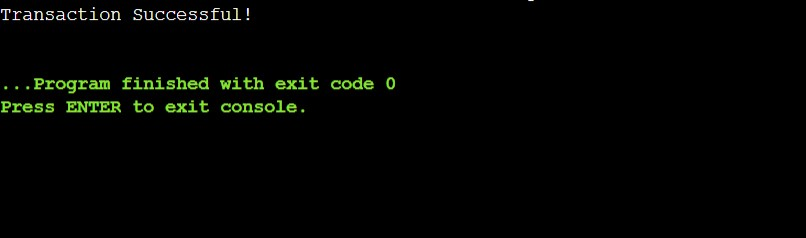 Transaction Successful!
...Program finished with exit code 0
Press ENTER to exit console.